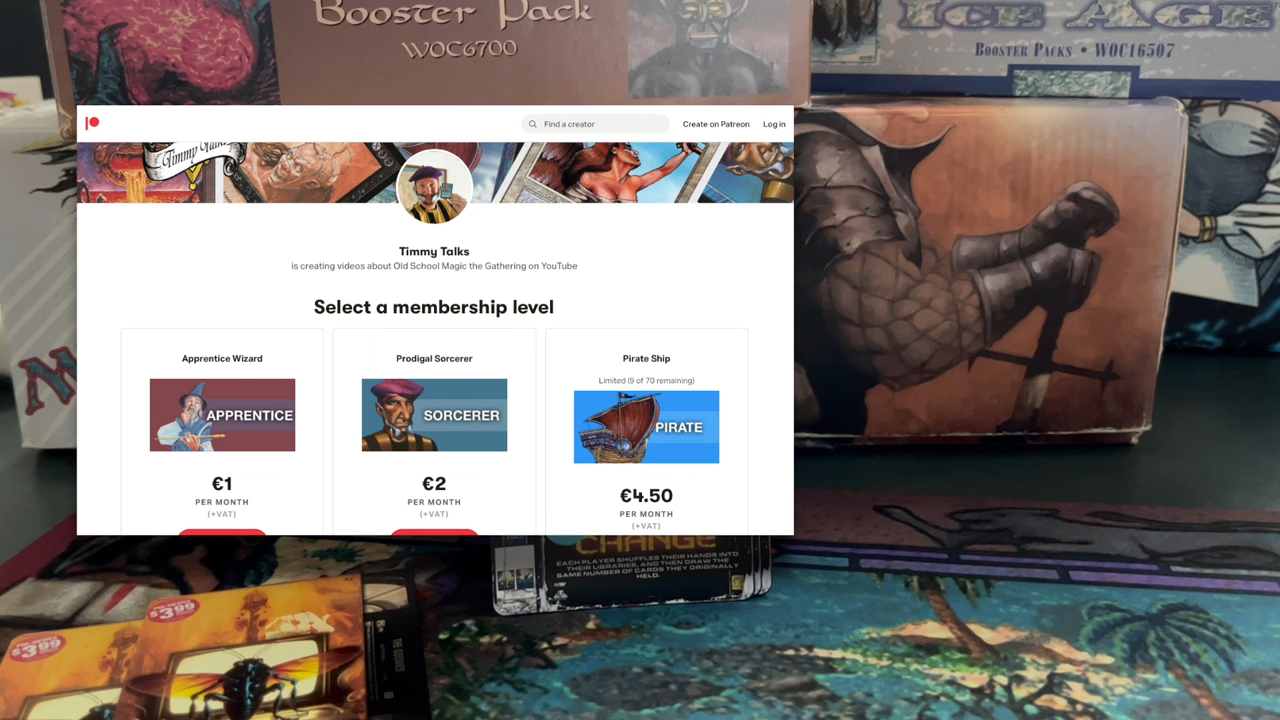 Booster Pack
WOC6700
ICE AGE
BOOSTER PACKS • WOC16507
Find a creator
Create on Patreon
Log in
Timmy Talks
is creating videos about Old School Magic the Gathering on YouTube
Select a membership level
Apprentice Wizard
Prodigal Sorcerer
Pirate Ship
Limited (9 of 70 remaining)
APPRENTICE
SORCERER
PIRATE
€1
PER MONTH
(+VAT)
€2
PER MONTH
(+VAT)
€4.50
PER MONTH
(+VAT)
CHANGE
EACH PLAYER SHUFFLES THEIR HANDS INTO
THEIR LIBRARIES, AND THEN DRAW THE
SAME NUMBER OF CARDS THEY ORIGINALLY
HELD.
$3.99
$3.99